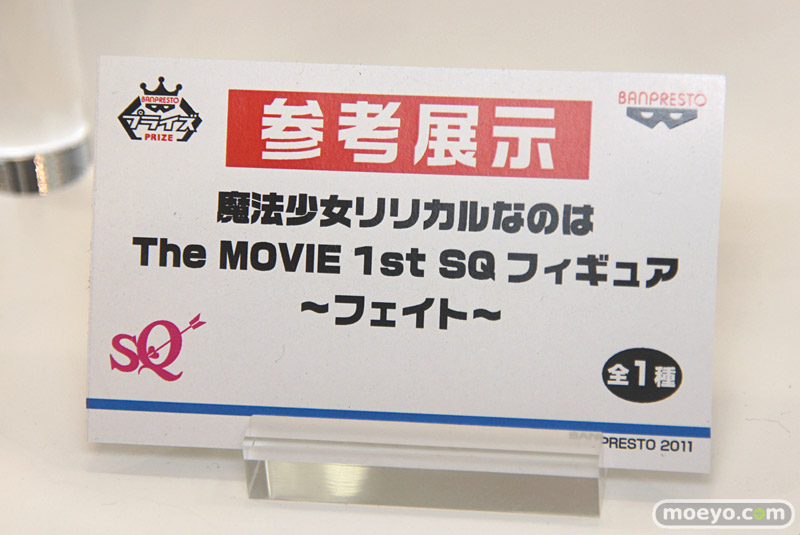 BANPRESTO
プライズ
PRIZE
参考展示
BANPRESTO
魔法少女リリカルなのは
The MOVIE 1st SQ フィギュア
～フェイト～
SQ
全1種
BANPRESTO 2011
moeyo.com